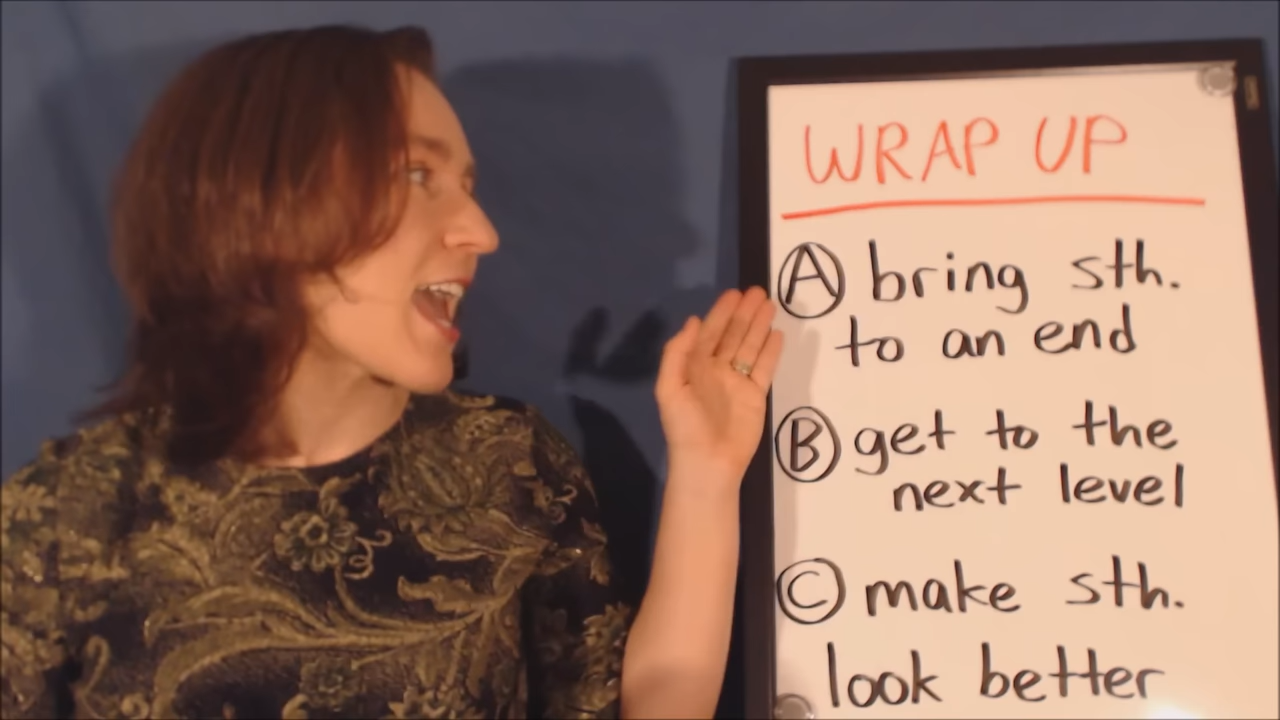 WRAP UP
A bring sth.
to an end
B get to the
next level
C make sth.
look better